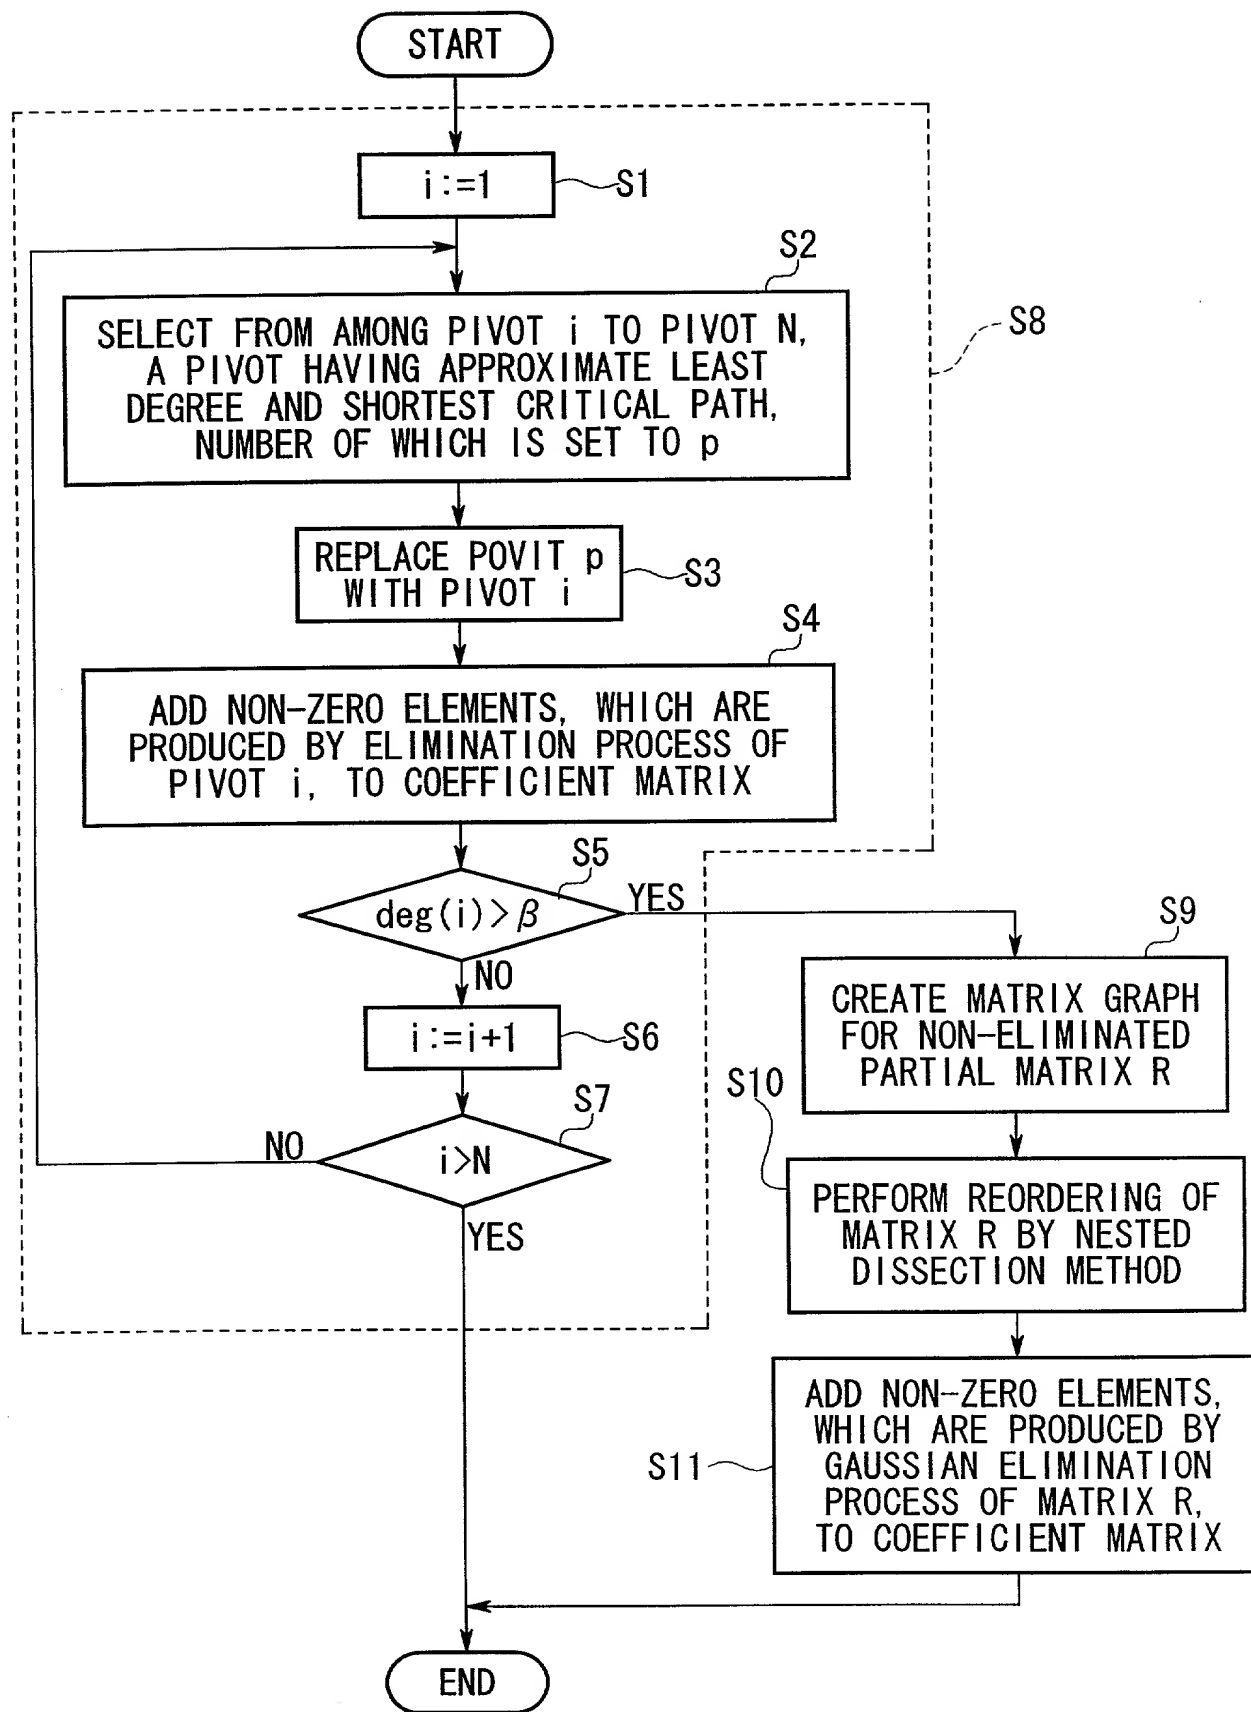 START
i:=1
S1
S2
SELECT FROM AMONG PIVOT i TO PIVOT N,
A PIVOT HAVING APPROXIMATE LEAST
DEGREE AND SHORTEST CRITICAL PATH,
NUMBER OF WHICH IS SET TO p
S8
REPLACE POVIT p
WITH PIVOT i
S3
S4
ADD NON-ZERO ELEMENTS, WHICH ARE
PRODUCED BY ELIMINATION PROCESS OF
PIVOT i, TO COEFFICIENT MATRIX
S5
deg(i)>β
YES
NO
i:=i+1
S6
S7
i>N
NO
YES
S9
CREATE MATRIX GRAPH
FOR NON-ELIMINATED
PARTIAL MATRIX R
S10
PERFORM REORDERING OF
MATRIX R BY NESTED
DISSECTION METHOD
S11
ADD NON-ZERO ELEMENTS,
WHICH ARE PRODUCED BY
GAUSSIAN ELIMINATION
PROCESS OF MATRIX R,
TO COEFFICIENT MATRIX
END